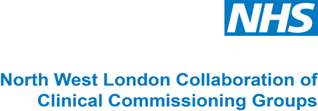 NHS
North West London Collaboration of
Clinical Commissioning Groups